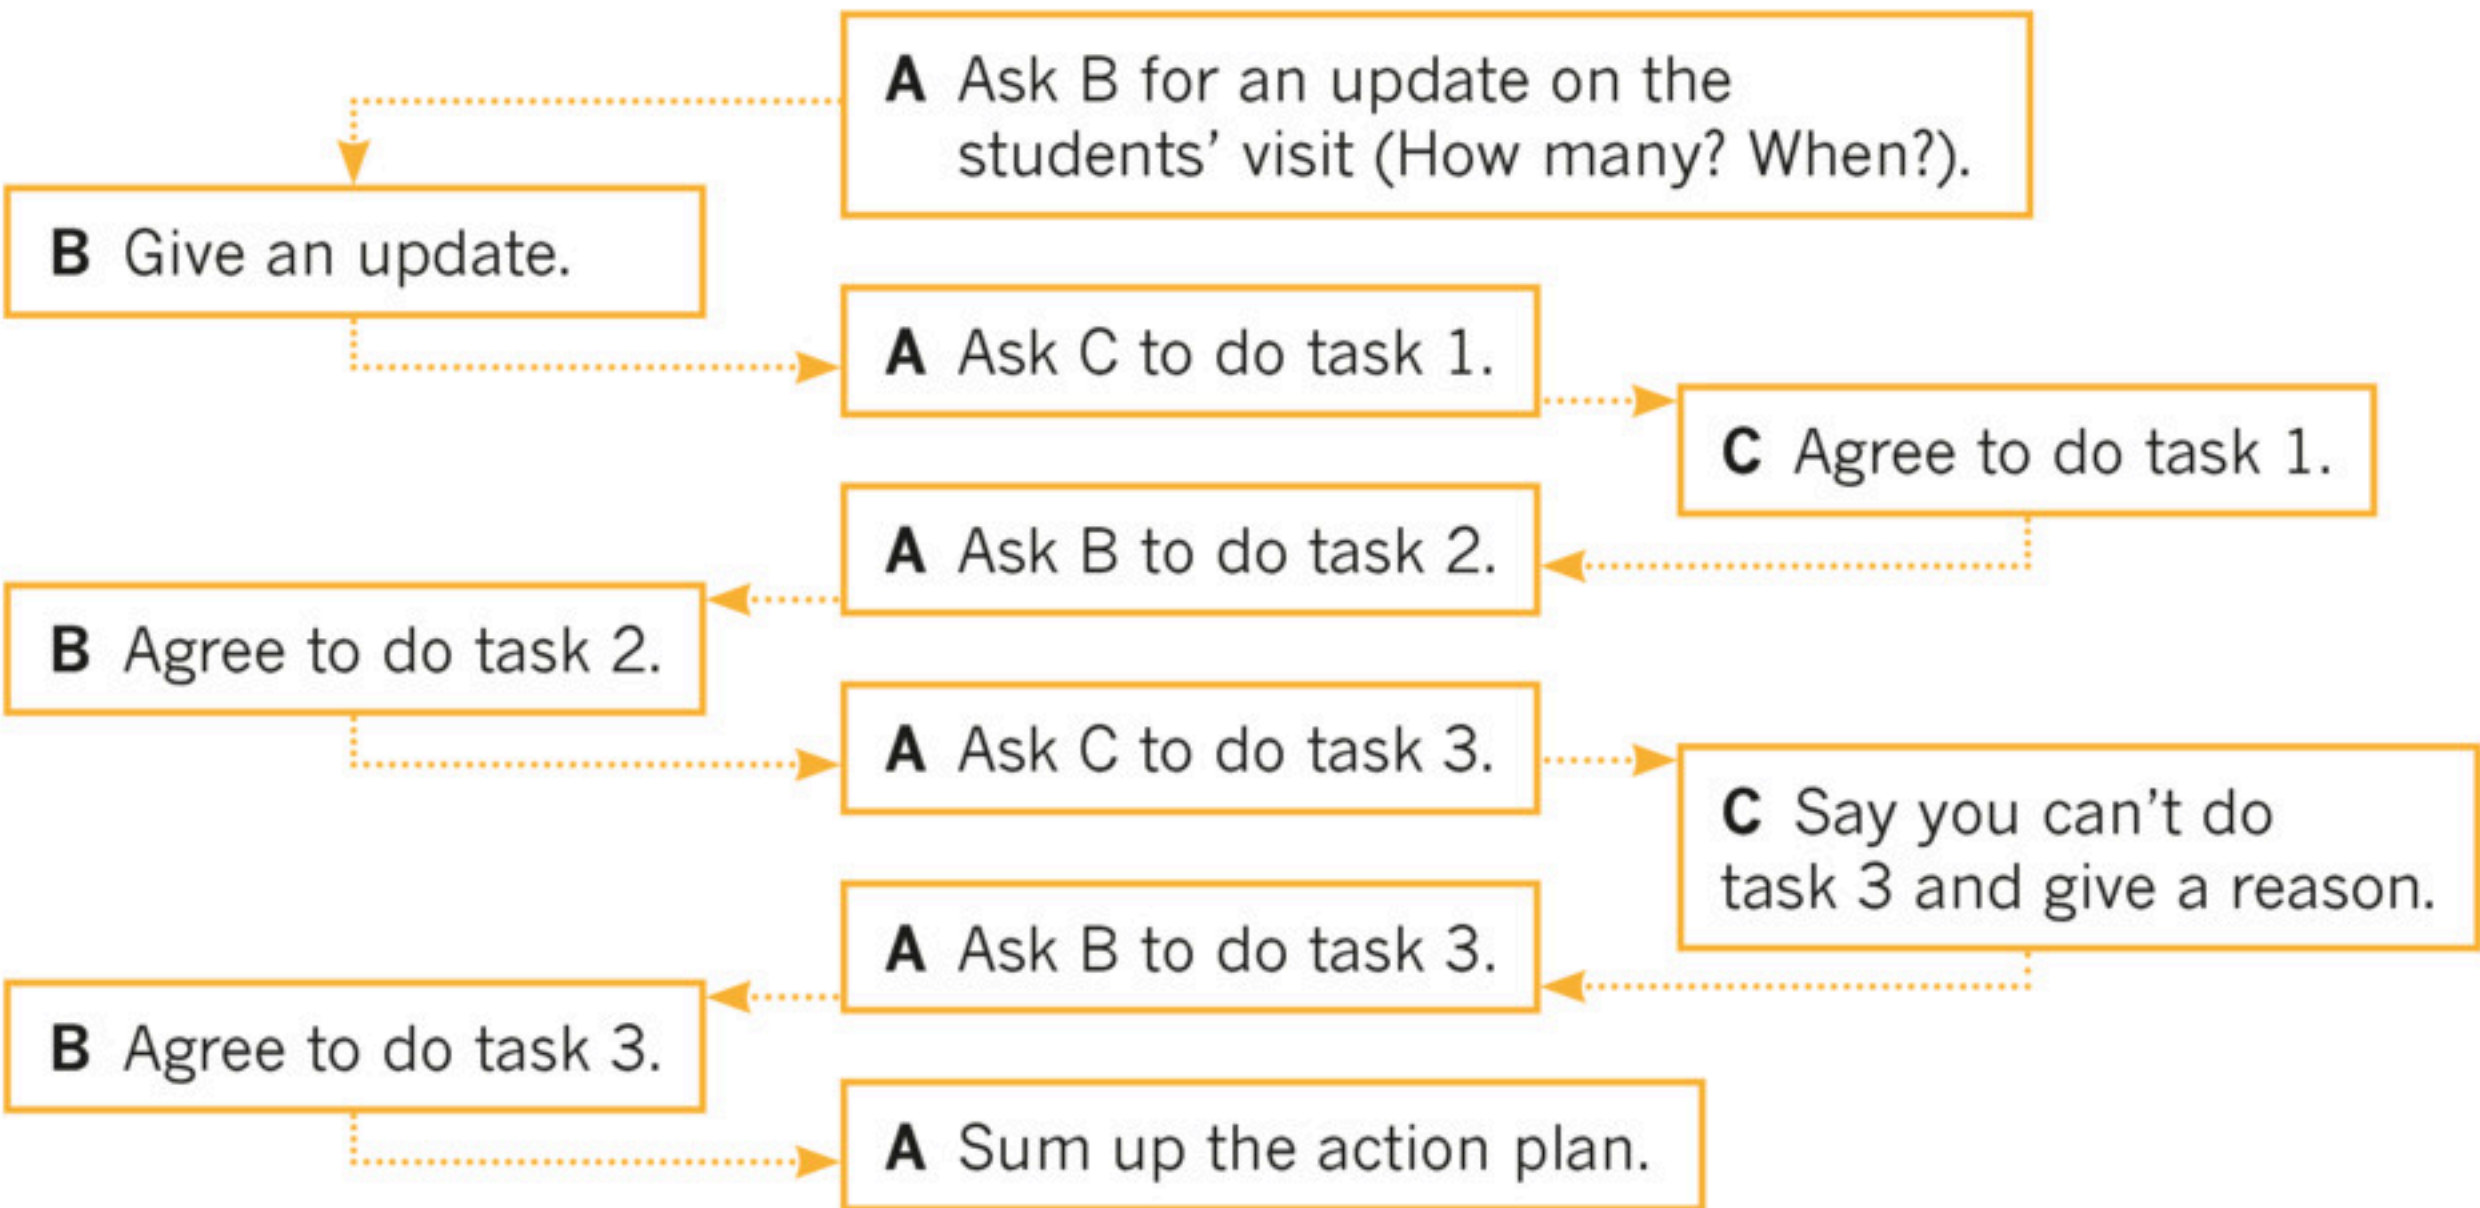 A Ask B for an update on the
students’ visit (How many? When?).
B Give an update.
A Ask C to do task 1.
C Agree to do task 1.
A Ask B to do task 2.
B Agree to do task 2.
A Ask C to do task 3.
C Say you can’t do
task 3 and give a reason.
A Ask B to do task 3.
B Agree to do task 3.
A Sum up the action plan.